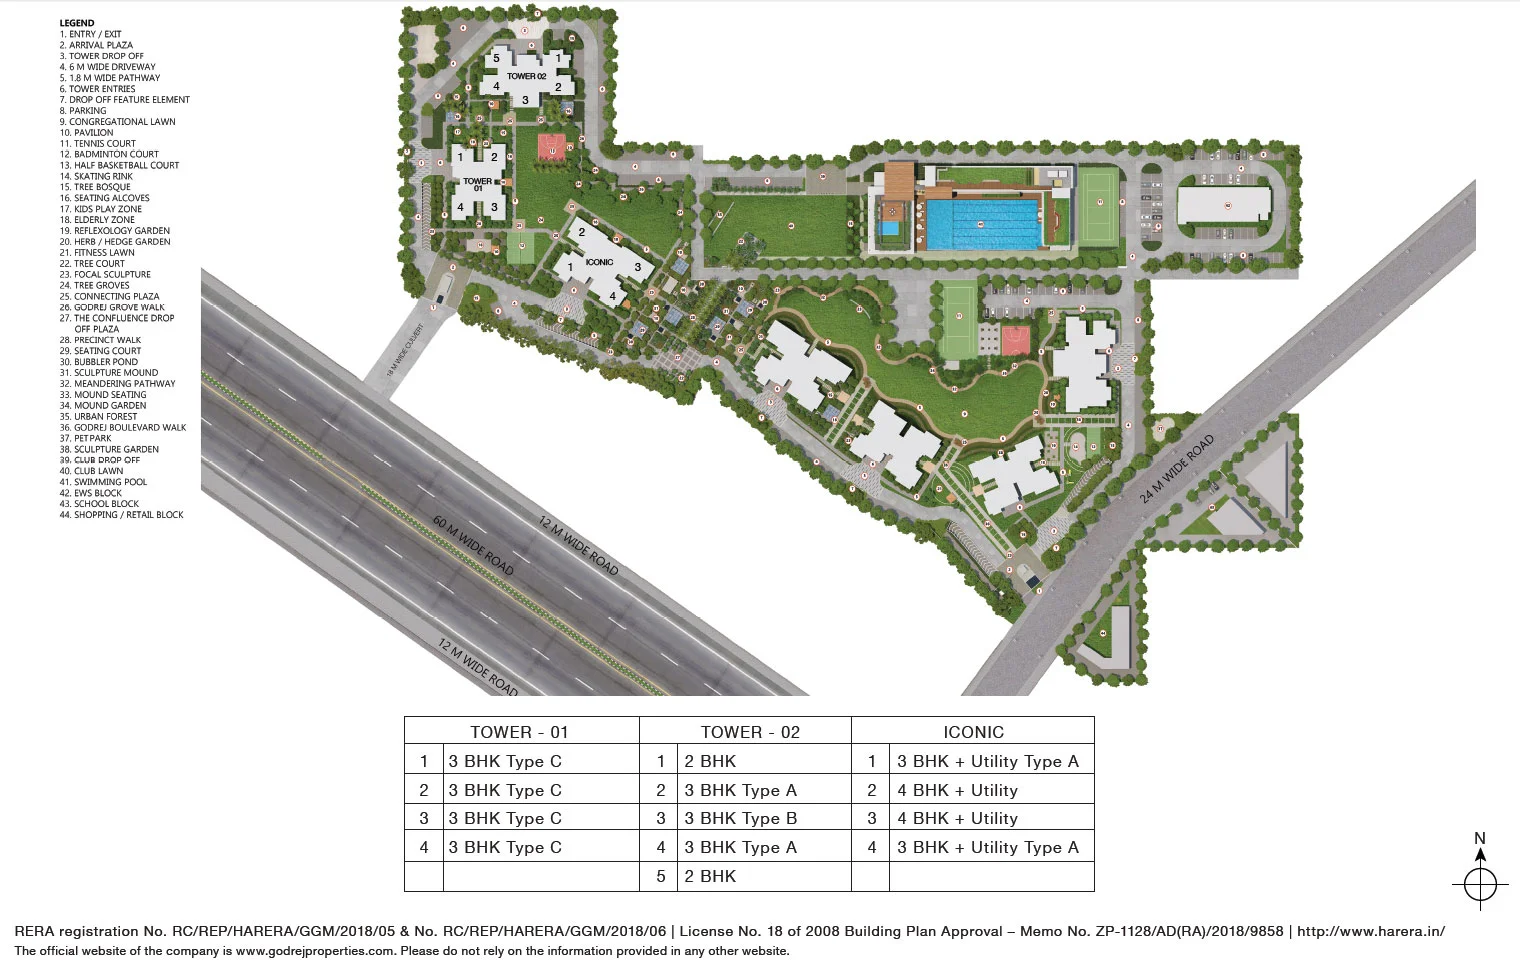 LEGEND
1. ENTRY / EXIT
2. ARRIVAL PLAZA
3. TOWER DROP OFF
4. 6 M WIDE DRIVEWAY
5. 1.8 M WIDE PATHWAY
6. TOWER ENTRIES
7. DROP OFF FEATURE ELEMENT
8. PARKING
9. CONGREGATIONAL LAWN
10. PAVILION
11. TENNIS COURT
12. BADMINTON COURT
13. HALF BASKETBALL COURT
14. SKATING RINK
15. TREE BOSQUE
16. SEATING ALCOVES
17. KIDS PLAY ZONE
18. ELDERLY ZONE
19. REFLEXOLOGY GARDEN
20. HERB / HEDGE GARDEN
21. FITNESS LAWN
22. TREE COURT
23. FOCAL SCULPTURE
24. TREE GROVES
25. CONNECTING PLAZA
26. GODREJ GROVE WALK
27. THE CONFLUENCE DROP
OFF PLAZA
28. PRECINCT WALK
29. SEATING COURT
30. BUBBLER POND
31. SCULPTURE MOUND
32. MEANDERING PATHWAY
33. MOUND SEATING
34. MOUND GARDEN
35. URBAN FOREST
36. GODREJ BOULEVARD WALK
37. PET PARK
38. SCULPTURE GARDEN
39. CLUB DROP OFF
40. CLUB LAWN
41. SWIMMING POOL
42. EWS BLOCK
43. SCHOOL BLOCK
44. SHOPPING / RETAIL BLOCK
5 1
TOWER 02
4 2
3
1 2
TOWER
01
4 3
2
ICONIC
1 3
4
18 M WIDE CULVERT
24 M WIDE ROAD
12 M WIDE ROAD
60 M WIDE ROAD
12 M WIDE ROAD
TOWER - 01 TOWER - 02 ICONIC
1 3 BHK Type C 1 2 BHK 1 3 BHK + Utility Type A
2 3 BHK Type C 2 3 BHK Type A 2 4 BHK + Utility
3 3 BHK Type C 3 3 BHK Type B 3 4 BHK + Utility
4 3 BHK Type C 4 3 BHK Type A 4 3 BHK + Utility Type A
5 2 BHK
N
RERA registration No. RC/REP/HARERA/GGM/2018/05 & No. RC/REP/HARERA/GGM/2018/06 | License No. 18 of 2008 Building Plan Approval – Memo No. ZP-1128/AD(RA)/2018/9858 | http://www.harera.in/
The official website of the company is www.godrejproperties.com. Please do not rely on the information provided in any other website.